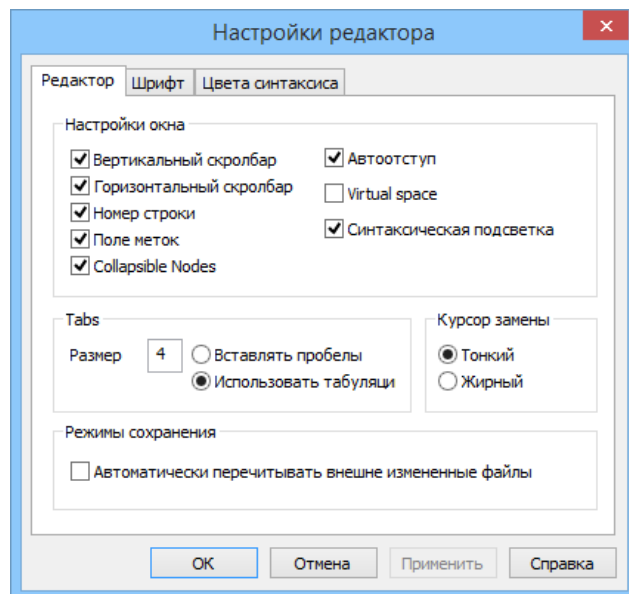 Настройки редактора
Редактор Шрифт Цвета синтаксиса
Настройки окна
Вертикальный скролбар
Горизонтальный скролбар
Номер строки
Поле меток
Collapsible Nodes
Автоотступ
Virtual space
Синтаксическая подсветка
Tabs
Размер 4 Вставлять пробелы
Использовать табуляци
Курсор замены
Тонкий
Жирный
Режимы сохранения
Автоматически перечитывать внешне измененные файлы
ОК Отмена Применить Справка